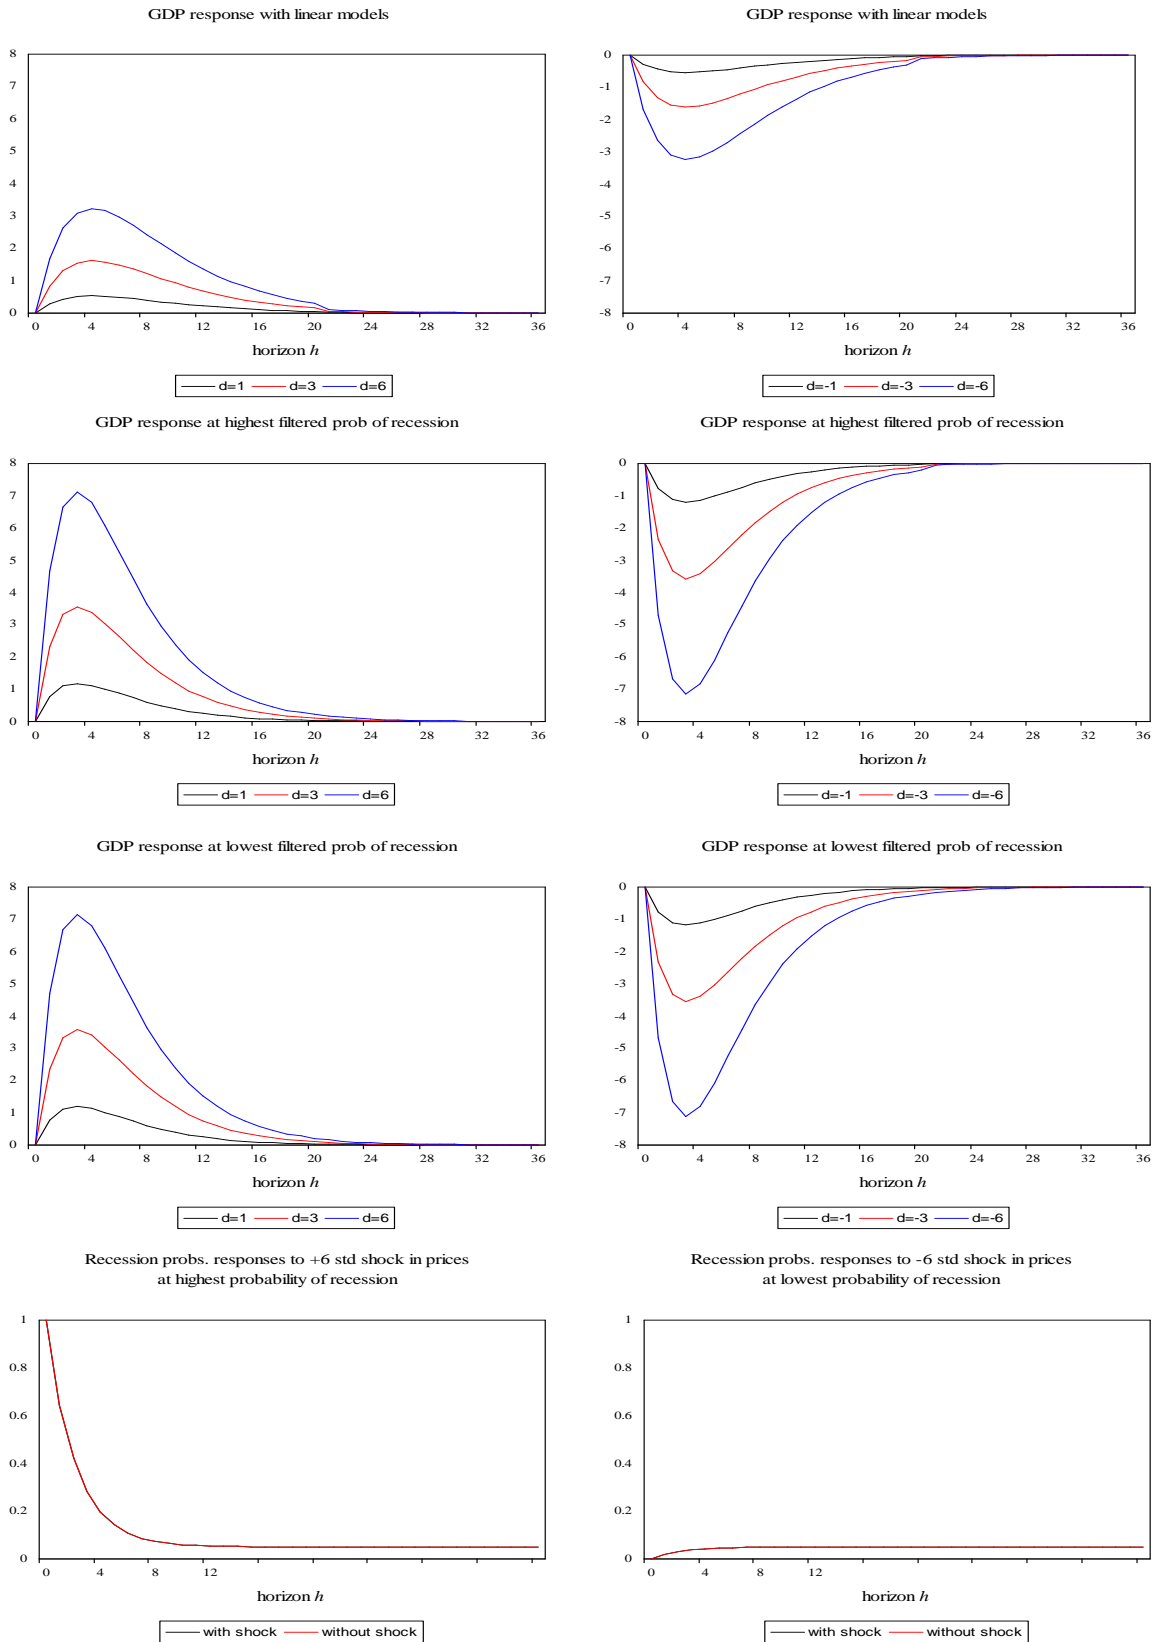 GDP response with linear models
8
7
6
5
4
3
2
1
0
0 4 8 12 16 20 24 28 32 36
horizon h
d=1 d=3 d=6
GDP response with linear models
0
-1
-2
-3
-4
-5
-6
-7
-8
0 4 8 12 16 20 24 28 32 36
horizon h
d=-1 d=-3 d=-6
GDP response at highest filtered prob of recession
8
7
6
5
4
3
2
1
0
0 4 8 12 16 20 24 28 32 36
horizon h
d=1 d=3 d=6
GDP response at highest filtered prob of recession
0
-1
-2
-3
-4
-5
-6
-7
-8
0 4 8 12 16 20 24 28 32 36
horizon h
d=-1 d=-3 d=-6
GDP response at lowest filtered prob of recession
8
7
6
5
4
3
2
1
0
0 4 8 12 16 20 24 28 32 36
horizon h
d=1 d=3 d=6
GDP response at lowest filtered prob of recession
0
-1
-2
-3
-4
-5
-6
-7
-8
0 4 8 12 16 20 24 28 32 36
horizon h
d=-1 d=-3 d=-6
Recession probs. responses to +6 std shock in prices
at highest probability of recession
1
0.8
0.6
0.4
0.2
0
0 4 8 12
horizon h
with shock without shock
Recession probs. responses to -6 std shock in prices
at lowest probability of recession
1
0.8
0.6
0.4
0.2
0
0 4 8 12
horizon h
with shock without shock